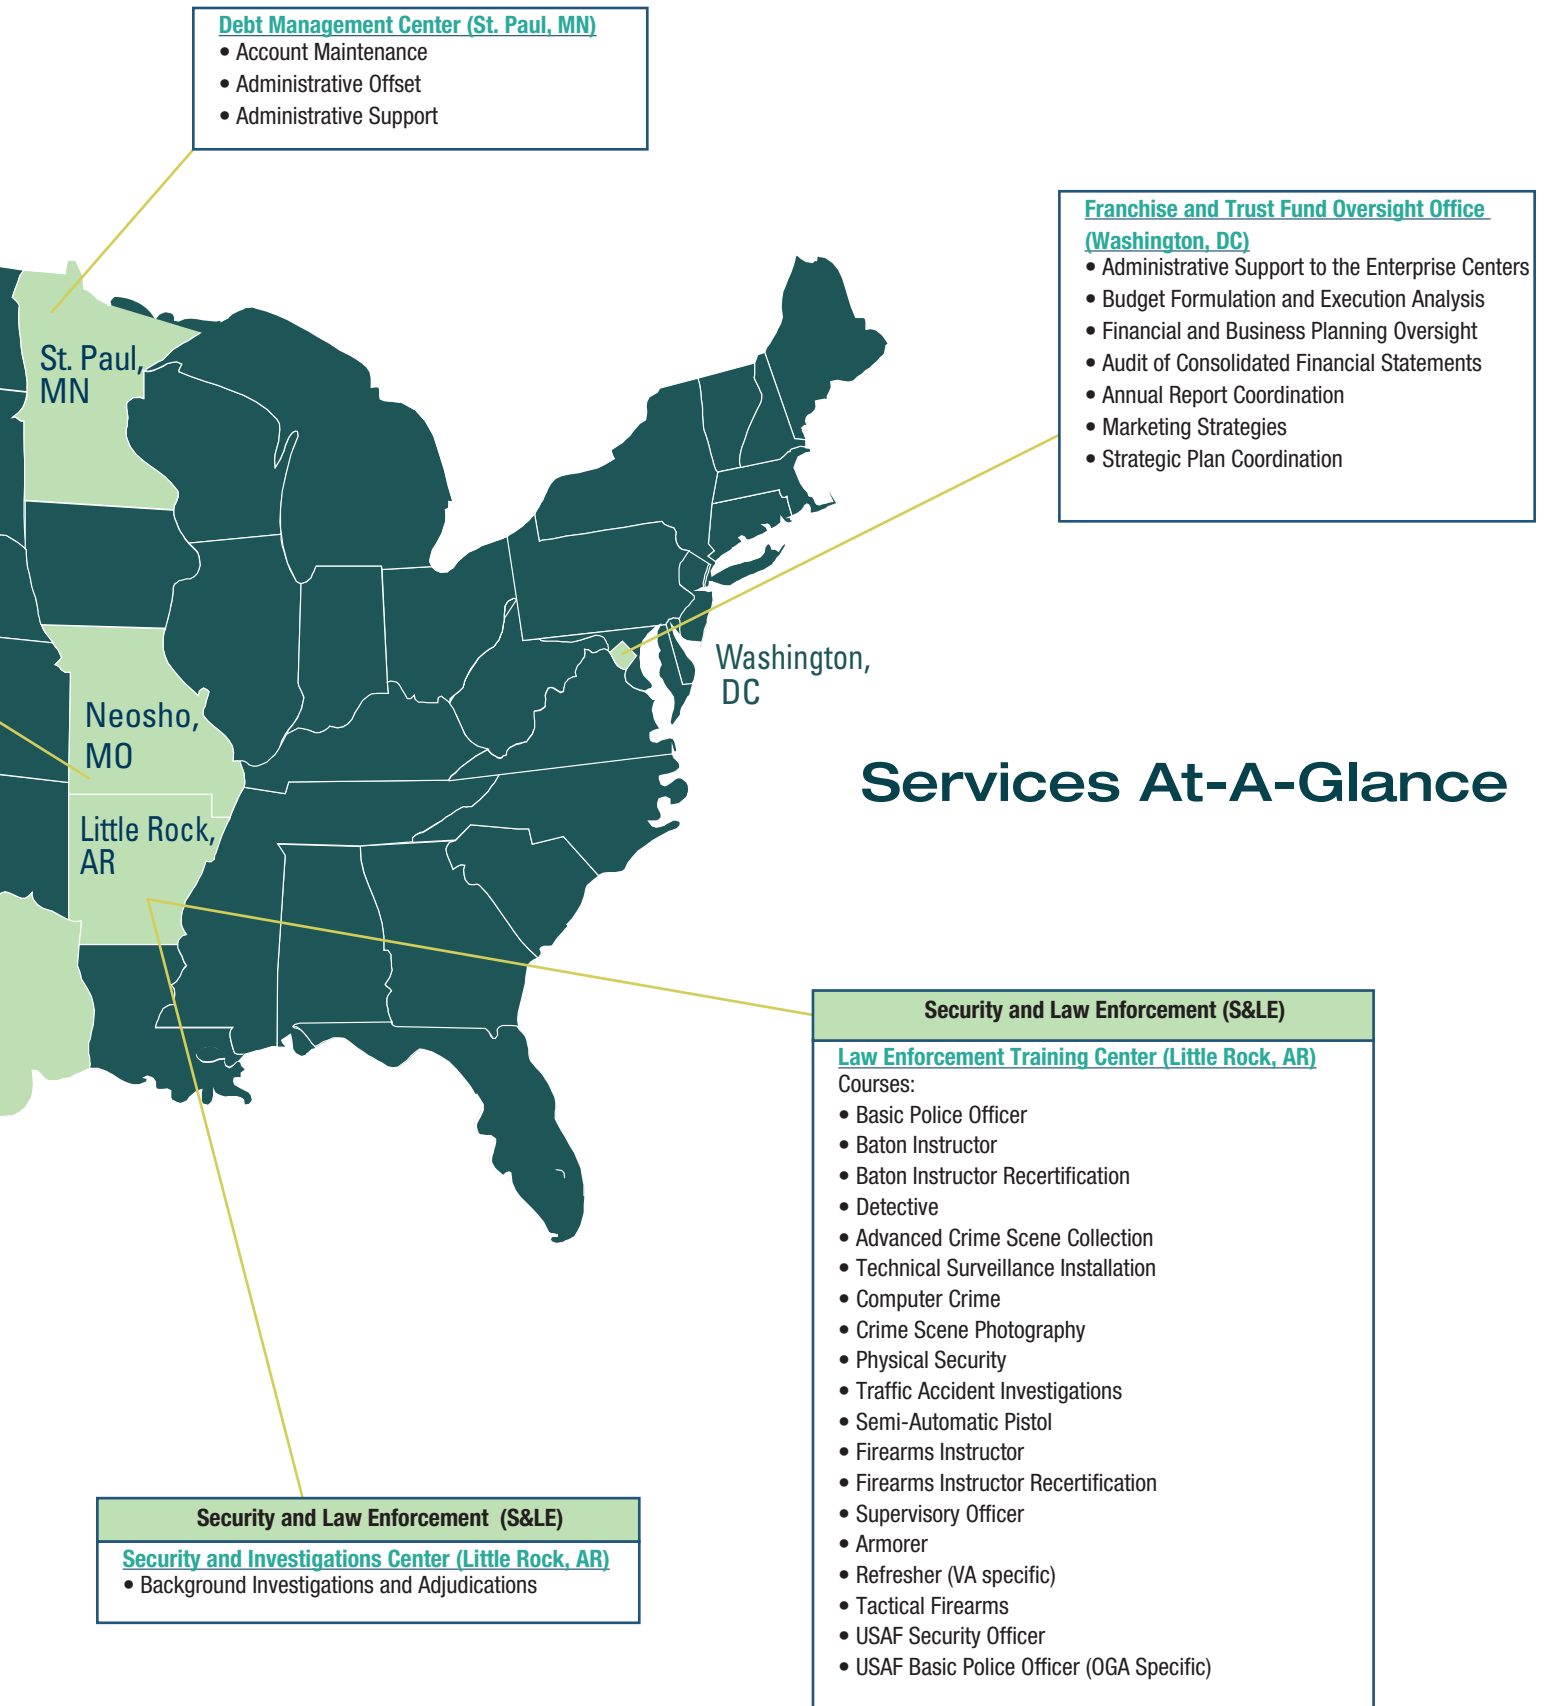 Debt Management Center (St. Paul, MN)
• Account Maintenance
• Administrative Offset
• Administrative Support
Franchise and Trust Fund Oversight Office
(Washington, DC)
• Administrative Support to the Enterprise Centers
• Budget Formulation and Execution Analysis
• Financial and Business Planning Oversight
• Audit of Consolidated Financial Statements
• Annual Report Coordination
• Marketing Strategies
• Strategic Plan Coordination
St. Paul,
MN
Washington,
DC
Neosho,
MO
Little Rock,
AR
Services At-A-Glance
Security and Law Enforcement (S&LE)
Law Enforcement Training Center (Little Rock, AR)
Courses:
• Basic Police Officer
• Baton Instructor
• Baton Instructor Recertification
• Detective
• Advanced Crime Scene Collection
• Technical Surveillance Installation
• Computer Crime
• Crime Scene Photography
• Physical Security
• Traffic Accident Investigations
• Semi-Automatic Pistol
• Firearms Instructor
• Firearms Instructor Recertification
• Supervisory Officer
• Armorer
• Refresher (VA specific)
• Tactical Firearms
• USAF Security Officer
• USAF Basic Police Officer (OGA Specific)
Security and Law Enforcement (S&LE)
Security and Investigations Center (Little Rock, AR)
• Background Investigations and Adjudications